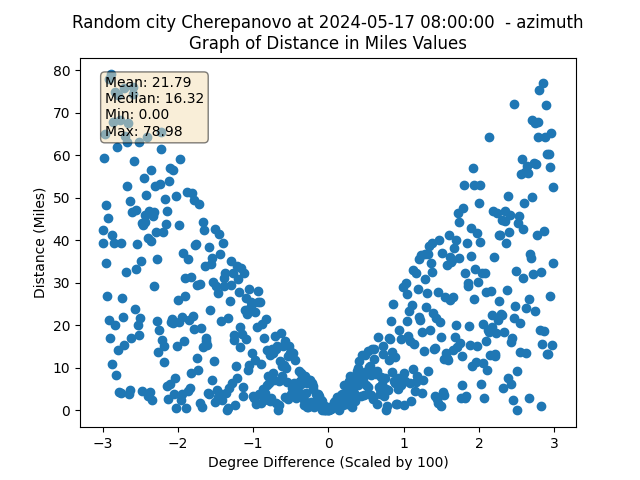 Random city Cherepanovo at 2024-05-17 08:00:00  - azimuth
Graph of Distance in Miles Values
Mean: 21.79
Median: 16.32
Min: 0.00
Max: 78.98
Distance (Miles)
80
70
60
50
40
30
20
10
0
−3
−2
−1
0
1
2
3
Degree Difference (Scaled by 100)